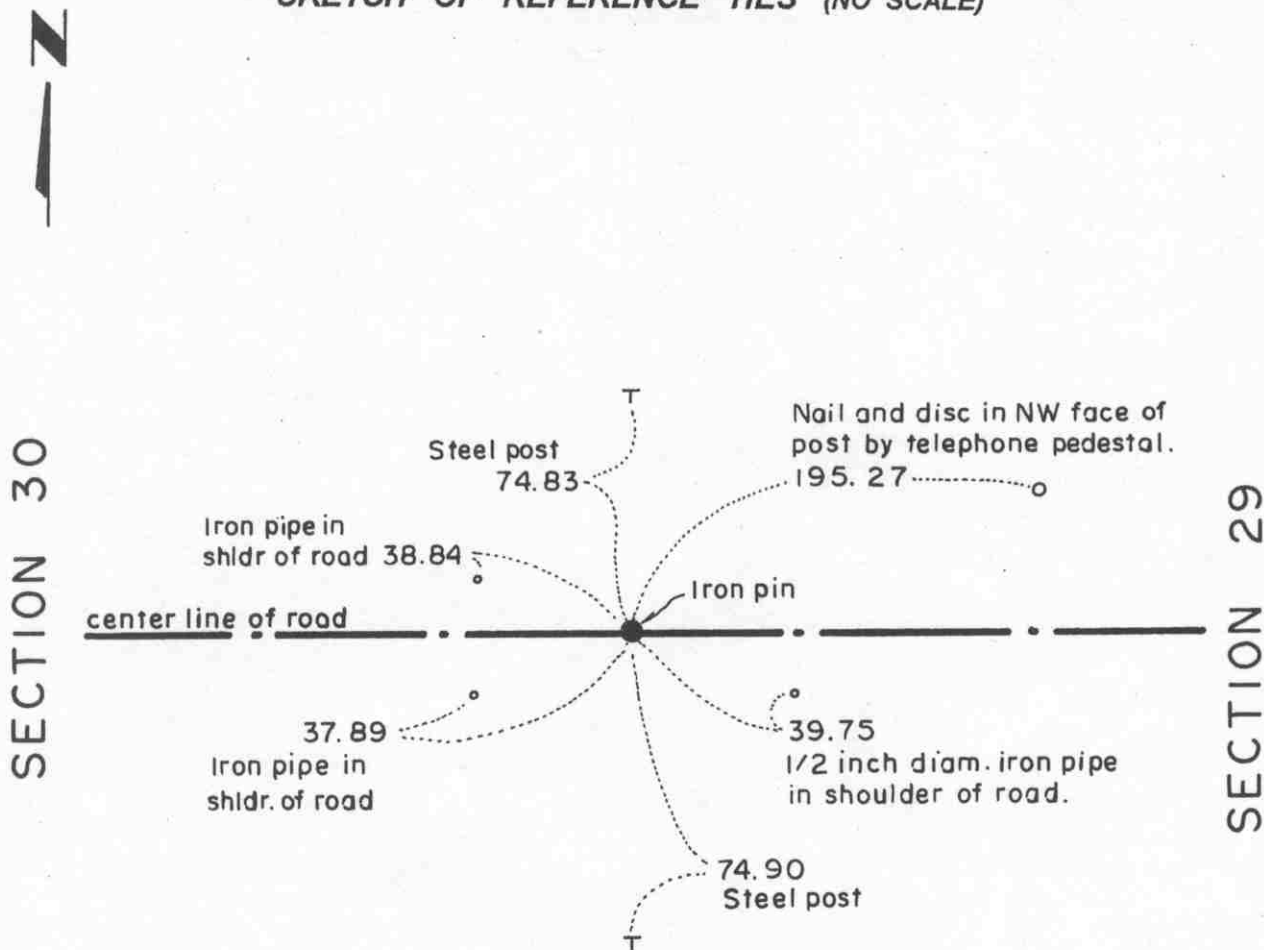 SKETCH OF REFERENCE TIES (NO SCALE)
N
SECTION 30
SECTION 29
Nail and disc in NW face of
post by telephone pedestal.
195.27
Steel post
74.83
Iron pipe in
shldr of road 38.84
Iron pin
center line of road
37.89
Iron pipe in
shldr. of road
39.75
1/2 inch diam. iron pipe
in shoulder of road.
74.90
Steel post